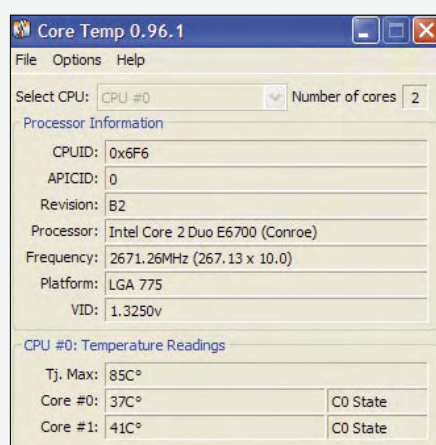 Core Temp 0.96.1
File Options Help
Select CPU: CPU #0 Number of cores 2
Processor Information
CPUID: 0x6F6
APICID: 0
Revision: B2
Processor: Intel Core 2 Duo E6700 (Conroe)
Frequency: 2671.26MHz (267.13 x 10.0)
Platform: LGA 775
VID: 1.3250v
CPU #0: Temperature Readings
Tj. Max: 85C°
Core #0: 37C° C0 State
Core #1: 41C° C0 State